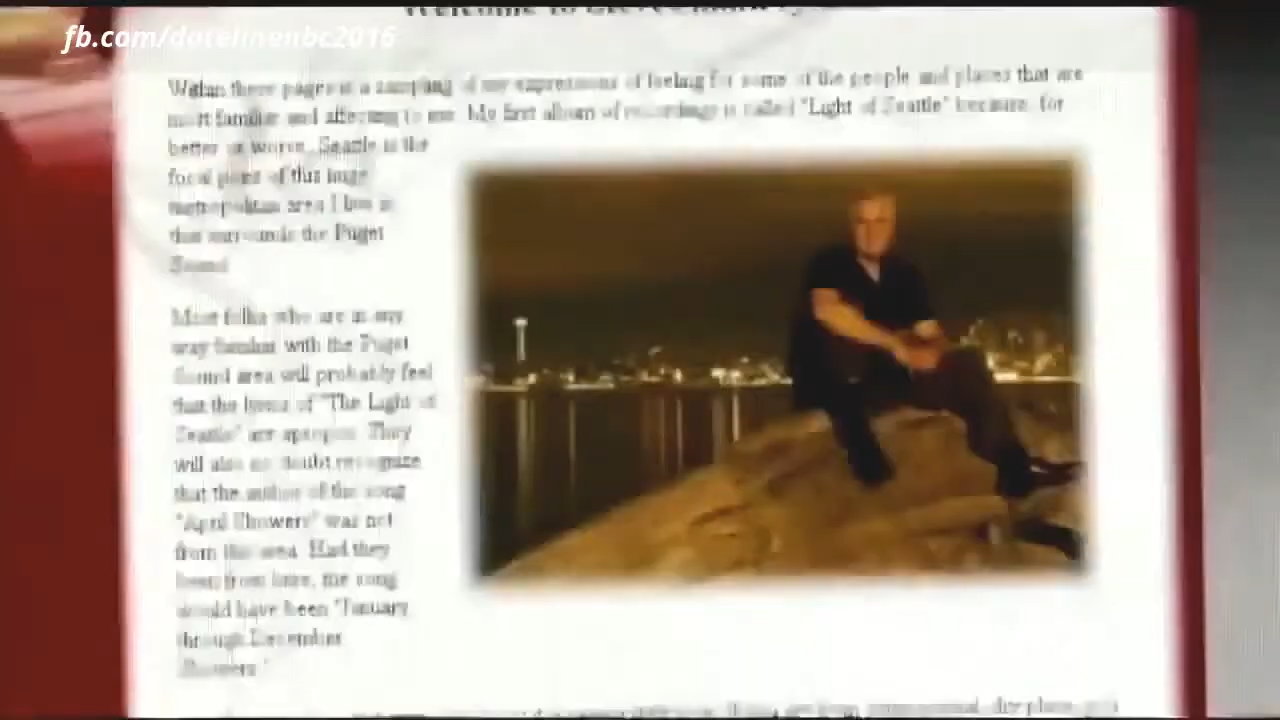 fb.com/datelinenbc2016
Welcome to
Within these pages is a sampling of my expressions of feeling for some of the people and places that are
most familiar and affecting to me. My first album of recordings is called "Light of Seattle" because, for
better or worse, Seattle is the
focal point of this huge
metropolitan area I live in
that surrounds the Puget
Sound
Most folks who are in any
way familiar with the Puget
Sound area will probably feel
that the lyrics of "The Light of
Seattle" are apropos. They
will also no doubt recognize
that the author of the song
"April Showers" was not
from this area. Had they
been from here, the song
would have been "January
through December
Showers."